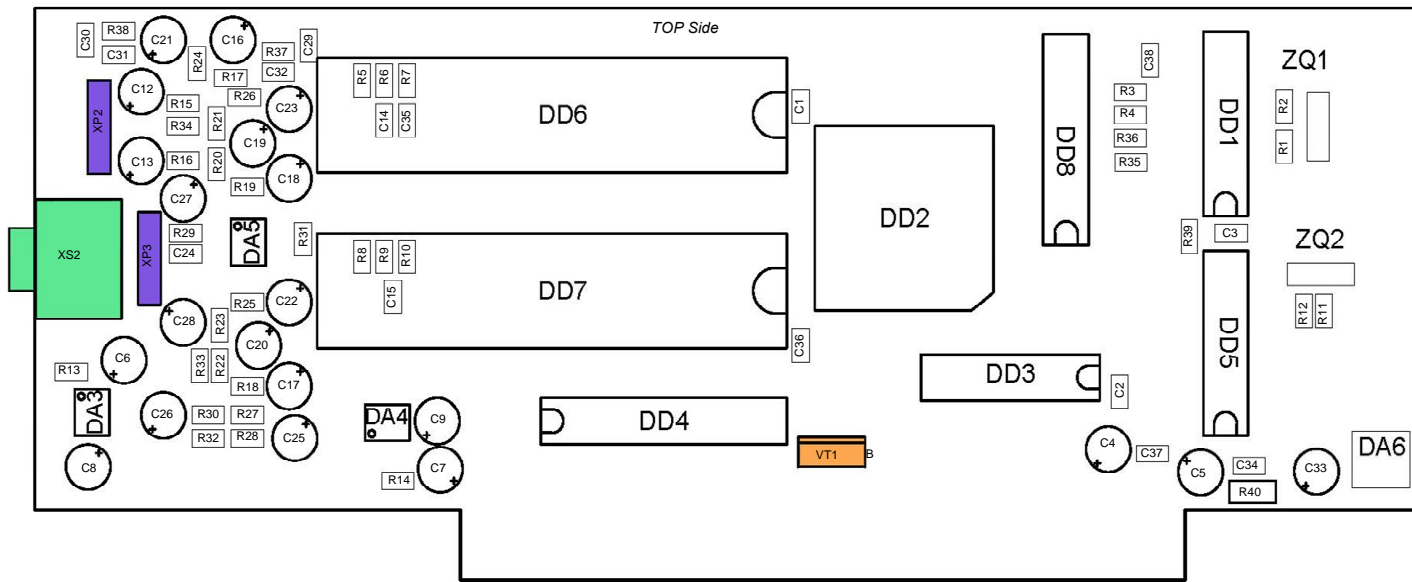 TOP Side
C30
R38
C31
C21
R24
C16
R37
C32
C29
R17
C12
R15
R26
C23
XP2
R34
R21
C19
C13
R16
R20
R19
C18
C27
R29
C24
DA5
R31
XS2
XP3
R5
R6
R7
C14
C35
DD6
C1
R8
R9
R10
C15
DD7
C36
DD2
DD8
C38
R3
R4
R36
R35
DD1
ZQ1
R2
R1
R39
C3
ZQ2
R12
R11
DD5
R25
C22
C28
R23
C20
C6
R13
R33
R22
R18
C17
DA3
C26
R30
R27
R32
R28
C25
C8
DA4
C9
C7
R14
DD4
VT1
B
DD3
C2
C4
C37
C5
C34
R40
C33
DA6